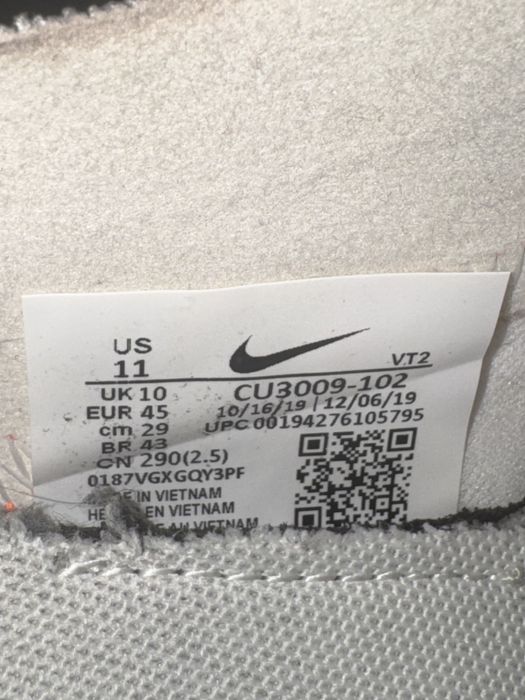 US
11
VT2
UK 10
CU3009-102
EUR 45
10/16/19 | 12/06/19
cm 29
UPC 00194276105795
BR 43
CN 290(2.5)
0187VGXGQY3PF
IN VIETNAM
EN VIETNAM
AU VIETNAM